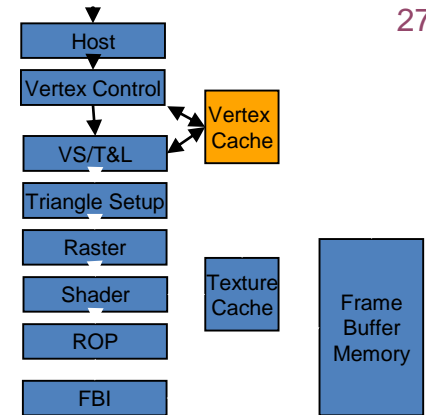 27
Host
Vertex Control
Vertex
Cache
VS/T&L
Triangle Setup
Raster
Shader
Texture
Cache
Frame
Buffer
Memory
ROP
FBI